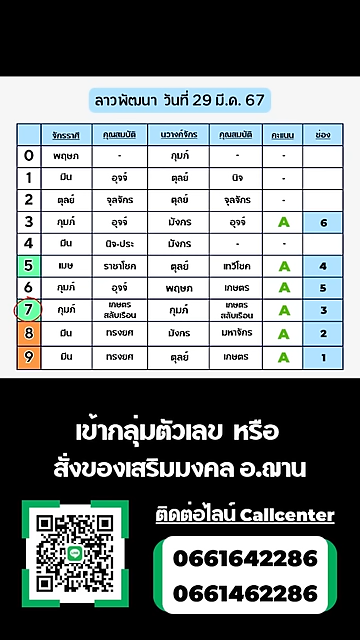 ลาวพัฒนา วันที่ 29 มี.ค. 67
จักรราศี คุณสมบัติ นวางค์จักร คุณสมบัติ คะแนน ช่อง
0 พฤษภ - กุมภ์ - -
1 มีน อุจจ์ ตุลย์ นิจ -
2 ตุลย์ จุลจักร ตุลย์ จุลจักร -
3 กุมภ์ อุจจ์ มังกร อุจจ์ A 6
4 มีน นิจ-ประ มังกร - -
5 เมษ ราชาโชค ตุลย์ เทวีโชค A 4
6 กุมภ์ อุจจ์ พฤษภ เกษตร A 5
7 กุมภ์ เกษตร สลับเรือน กุมภ์ เกษตร สลับเรือน A 3
8 มีน ทรงยศ มังกร มหาจักร A 2
9 มีน ทรงยศ ตุลย์ เกษตร A 1
เข้ากลุ่มตัวเลข หรือ
สั่งของเสริมมงคล อ.ฌาน
ติดต่อไลน์ Callcenter
0661642286
0661462286